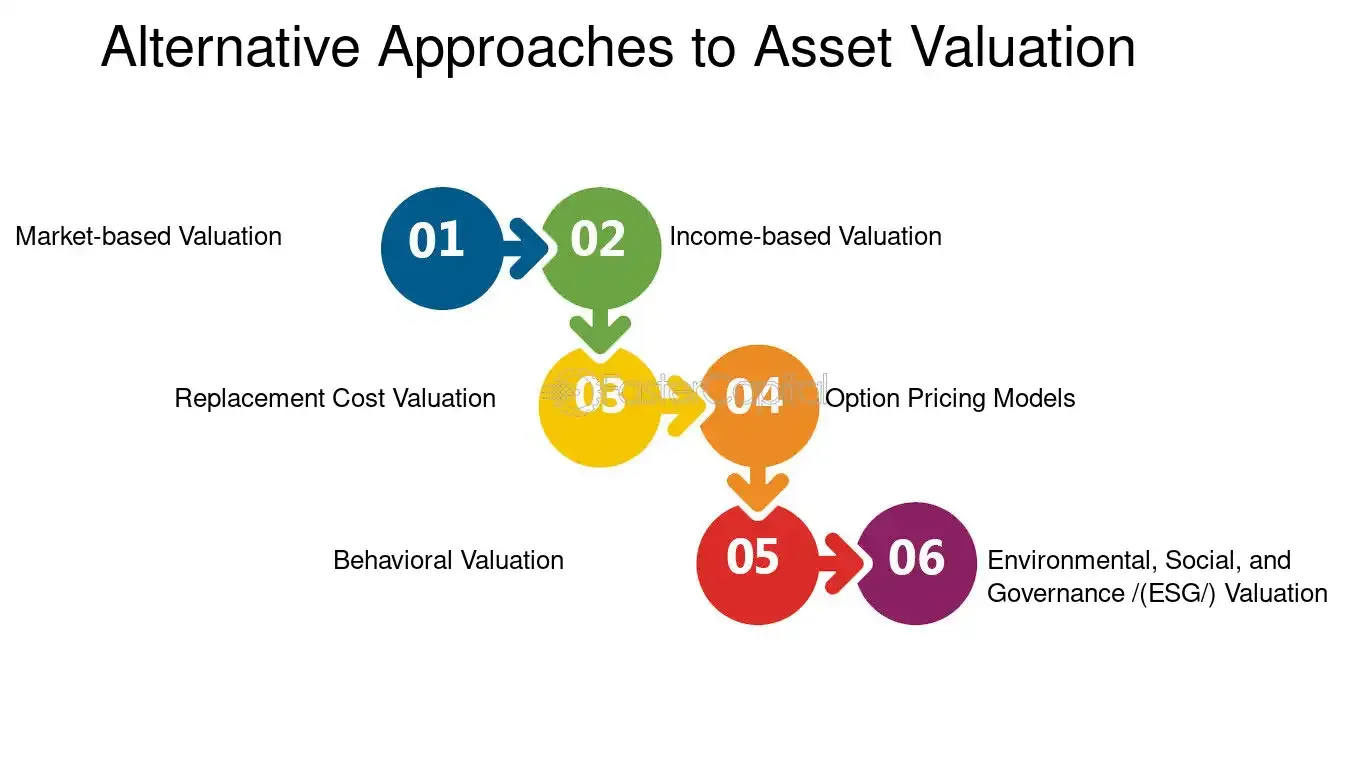 Alternative Approaches to Asset Valuation
Market-based Valuation
01
02
Income-based Valuation
Replacement Cost Valuation
03
04
Option Pricing Models
FasterCapital
Behavioral Valuation
05
06
Environmental, Social, and
Governance /(ESG/) Valuation